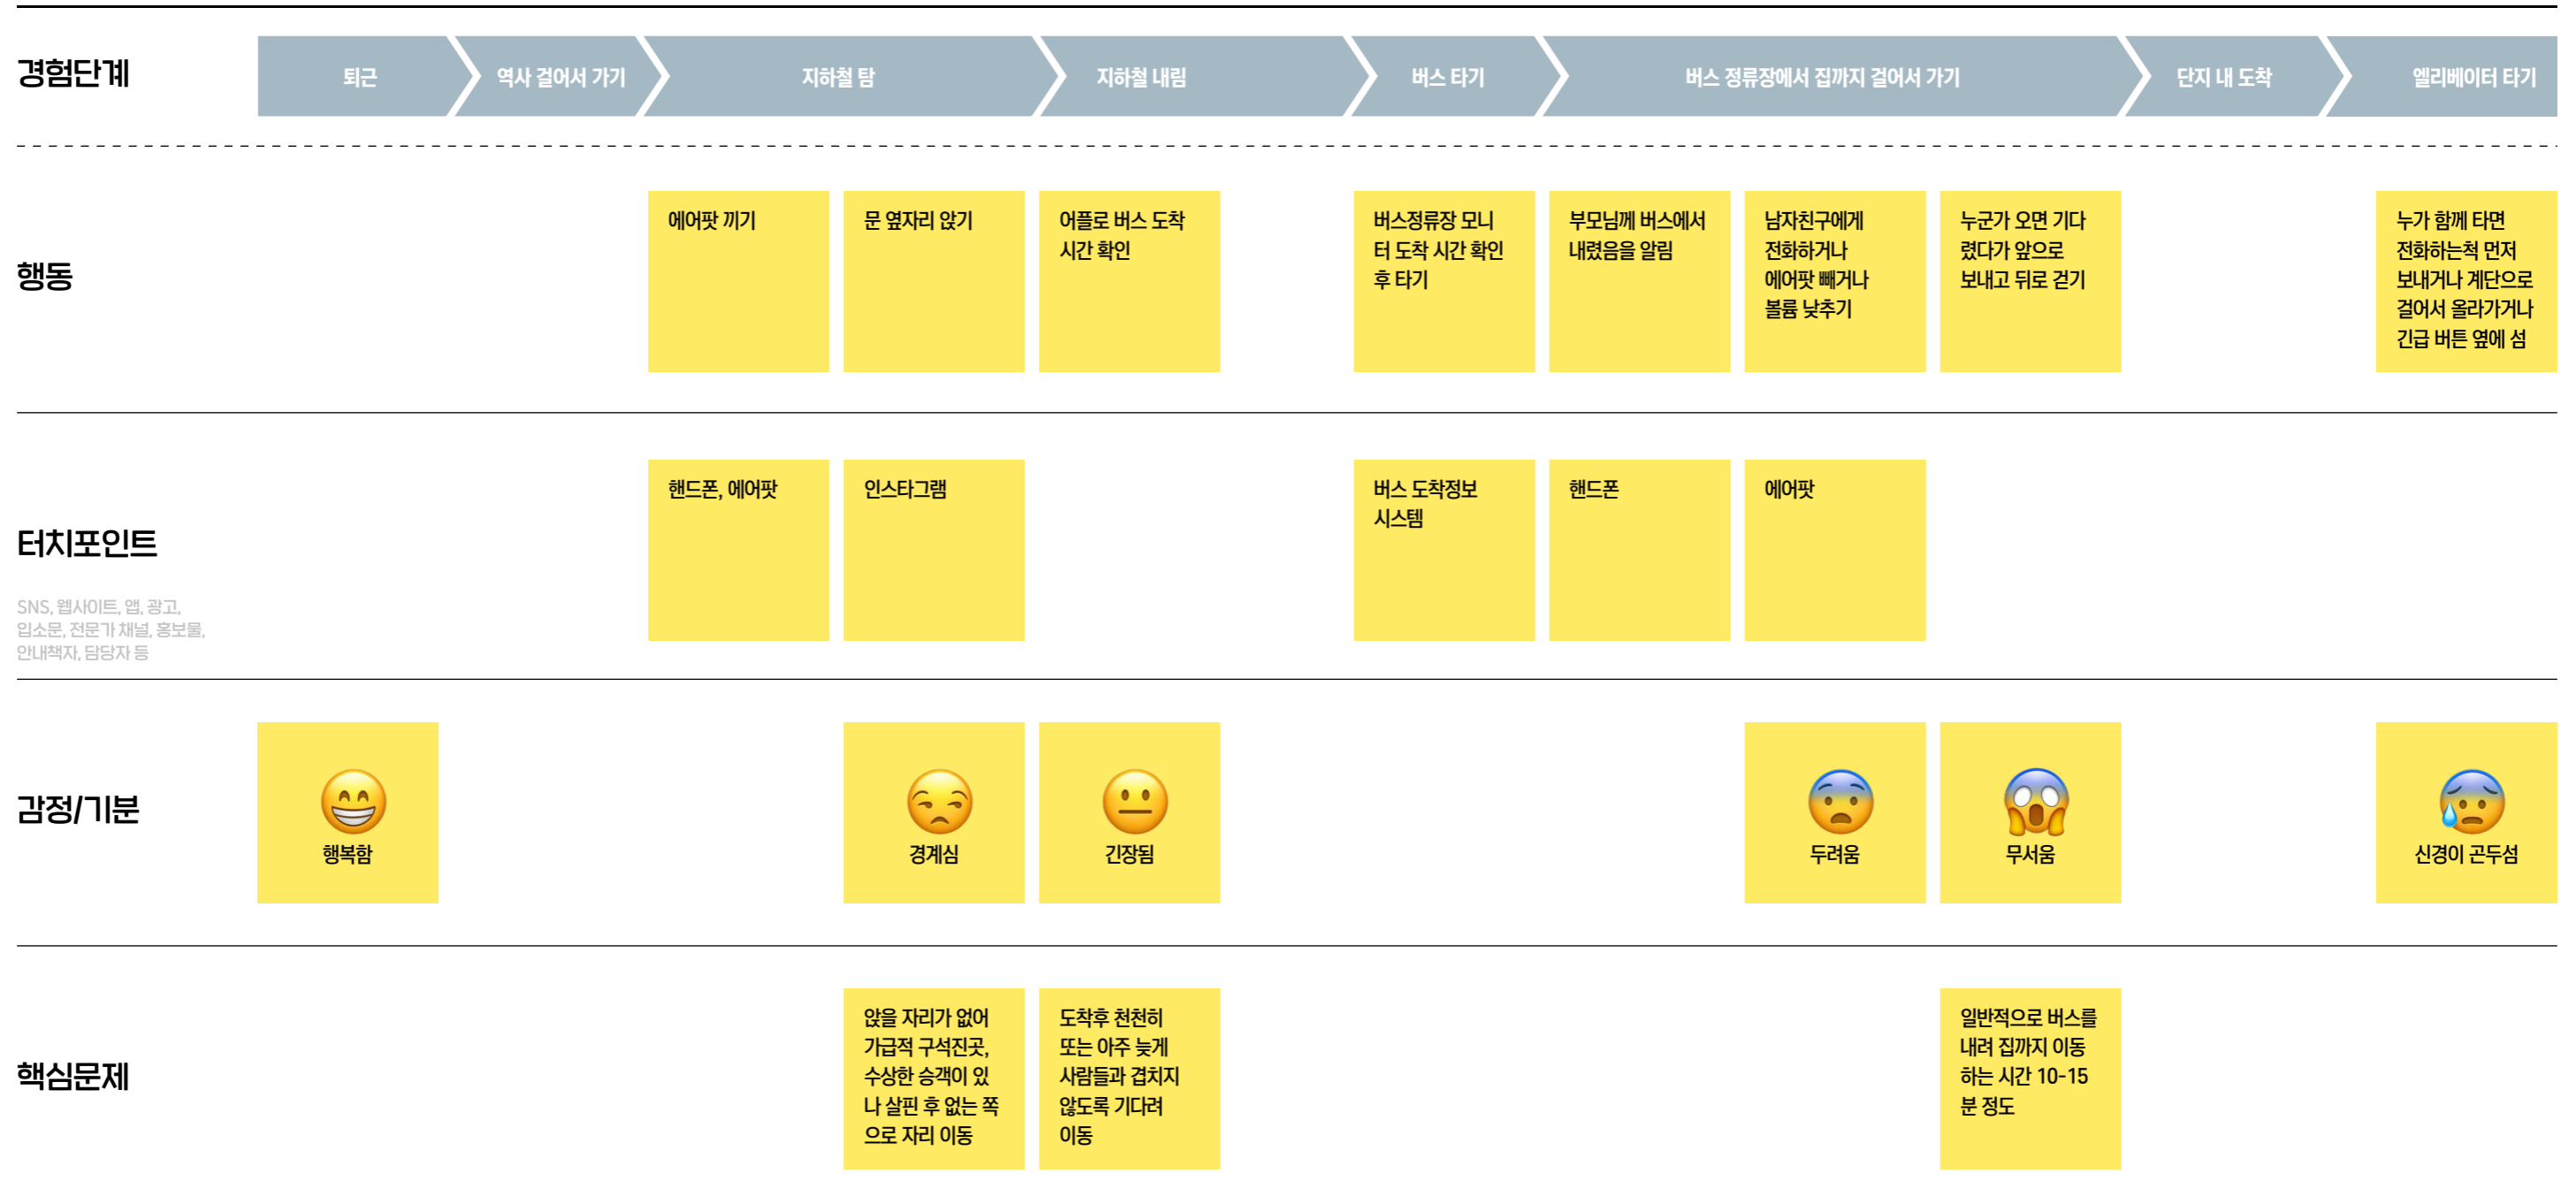 경험단계
퇴근
역사 걸어서 가기
지하철 탐
지하철 내림
버스 타기
버스 정류장에서 집까지 걸어서 가기
단지 내 도착
엘리베이터 타기
행동
에어팟 끼기
문 옆자리 앉기
어플로 버스 도착
시간 확인
버스정류장 모니
터 도착 시간 확인
후 타기
부모님께 버스에서
내렸음을 알림
남자친구에게
전화하거나
에어팟 빼거나
볼륨 낮추기
누군가 오면 기다
렸다가 앞으로
보내고 뒤로 걷기
누가 함께 타면
전화하는척 먼저
보내거나 계단으로
걸어서 올라가거나
긴급 버튼 옆에 섬
터치포인트
SNS, 웹사이트, 앱, 광고,
입소문, 전문가 채널, 홍보물,
안내책자, 담당자 등
핸드폰, 에어팟
인스타그램
버스 도착정보
시스템
핸드폰
에어팟
감정/기분
행복함
경계심
긴장됨
두려움
무서움
신경이 곤두섬
핵심문제
앉을 자리가 없어
가급적 구석진곳,
수상한 승객이 있
나 살핀 후 없는 쪽
으로 자리 이동
도착후 천천히
또는 아주 늦게
사람들과 겹치지
않도록 기다려
이동
일반적으로 버스를
내려 집까지 이동
하는 시간 10-15
분 정도